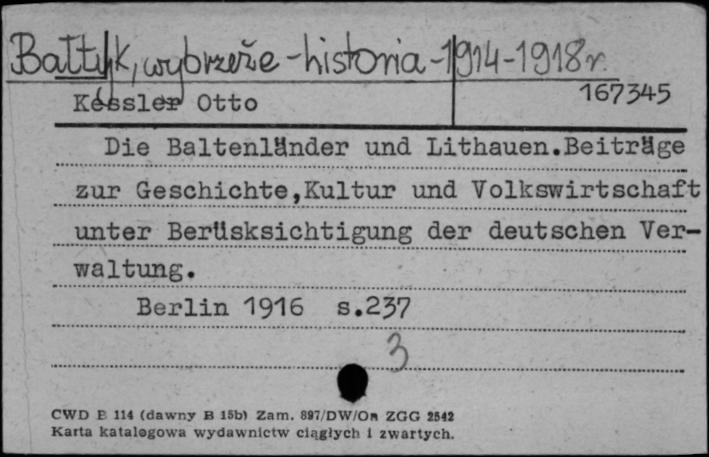 Bałtyk, wybrzeże - historia - 1914-1918 r.
Kessler Otto 167345
Die Baltenländer und Lithauen.Beiträge
zur Geschichte,Kultur und Volkswirtschaft
unter Berüsksichtigung der deutschen Ver-
waltung.
Berlin 1916 s.237
3
CWD B 114 (dawny B 15b) Zam. 897/DW/On ZGG 2542
Karta katalogowa wydawnictw ciągłych i zwartych.